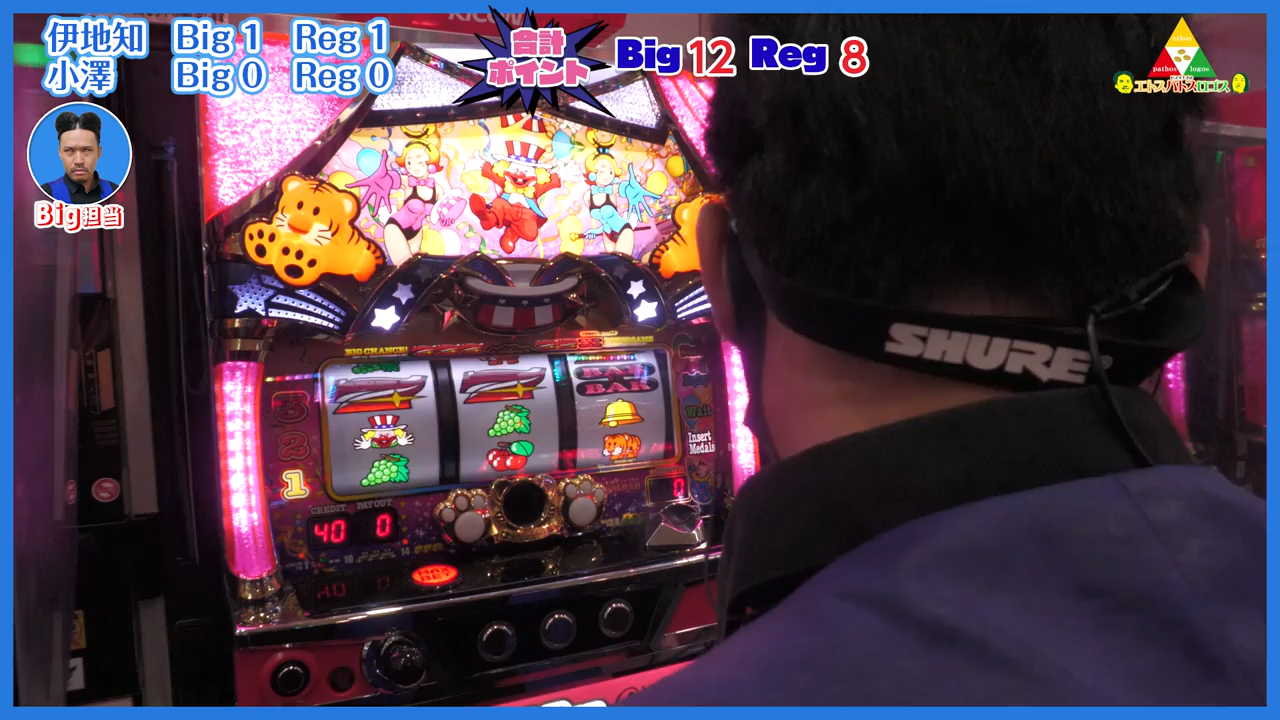 伊地知 Big 1 Reg 1
小澤 Big 0 Reg 0
合計
ポイント
Big 12 Reg 8
ethos
pathos logos
エトスパトスロゴス
Big担当
SHURE
BIG CHANCE!
BAR
BAR
3
2
1
Wait
Insert
Medals
CREDIT PAYOUT
40 0
0
BET